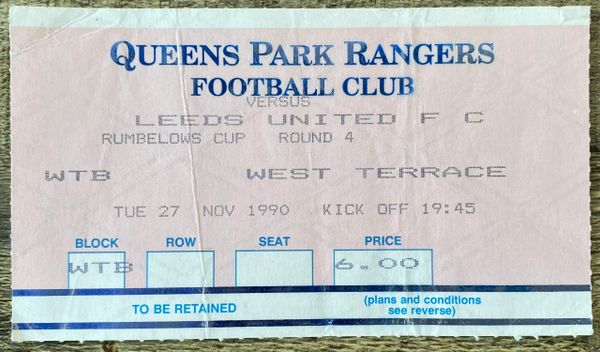 QUEENS PARK RANGERS
FOOTBALL CLUB
VERSUS
LEEDS UNITED F C
RUMBELOWS CUP ROUND 4
WTB WEST TERRACE
TUE 27 NOV 1990 KICK OFF 19:45
BLOCK ROW SEAT PRICE
WTB 6.00
TO BE RETAINED
(plans and conditions
see reverse)